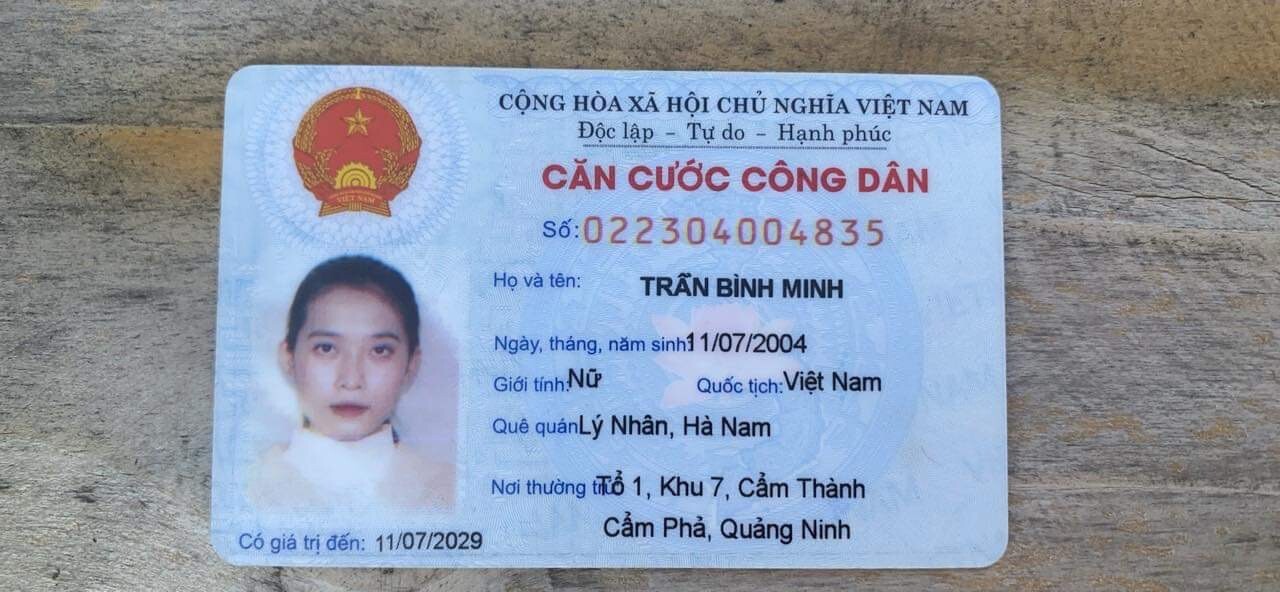 CỘNG HÒA XÃ HỘI CHỦ NGHĨA VIỆT NAM
Độc lập - Tự do - Hạnh phúc
CĂN CƯỚC CÔNG DÂN
Số: 022304004835
Họ và tên: TRẦN BÌNH MINH
Ngày, tháng, năm sinh: 11/07/2004
Giới tính: Nữ Quốc tịch: Việt Nam
Quê quán Lý Nhân, Hà Nam
Nơi thường trú Tổ 1, Khu 7, Cẩm Thành
Cẩm Phả, Quảng Ninh
Có giá trị đến: 11/07/2029
VIỆT NAM